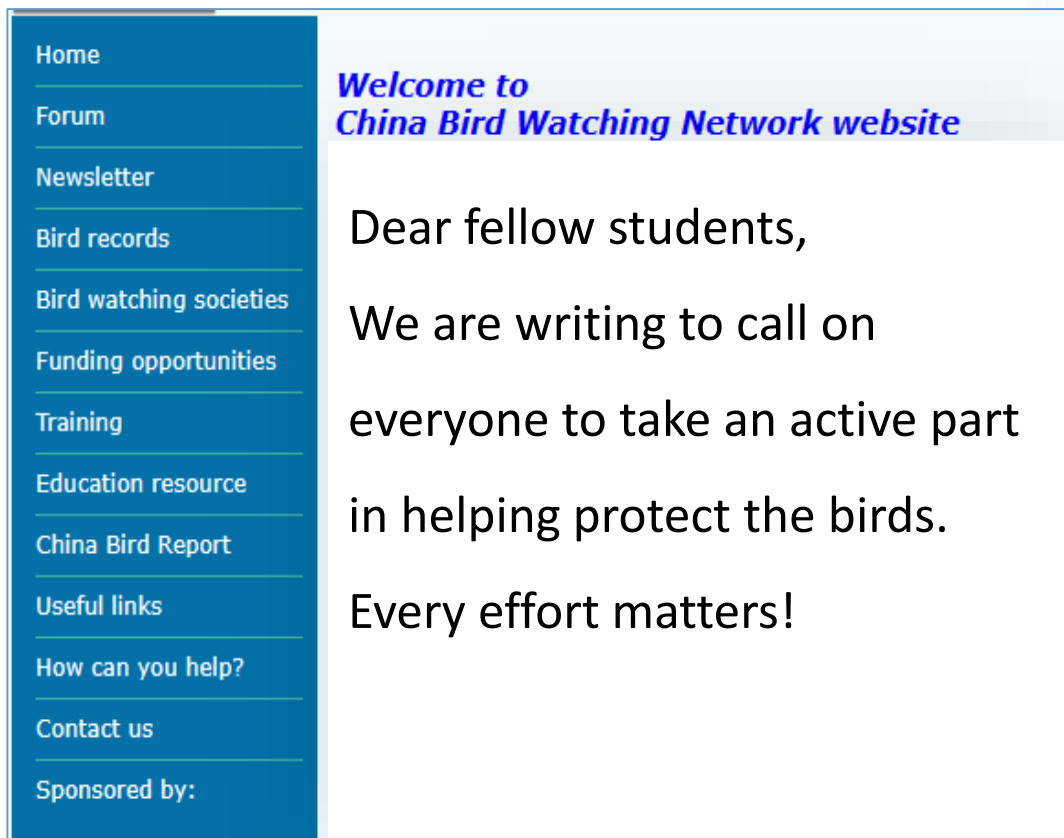 Home
Forum
Newsletter
Bird records
Bird watching societies
Funding opportunities
Training
Education resource
China Bird Report
Useful links
How can you help?
Contact us
Sponsored by:
Welcome to
China Bird Watching Network website
Dear fellow students,
We are writing to call on
everyone to take an active part
in helping protect the birds.
Every effort matters!